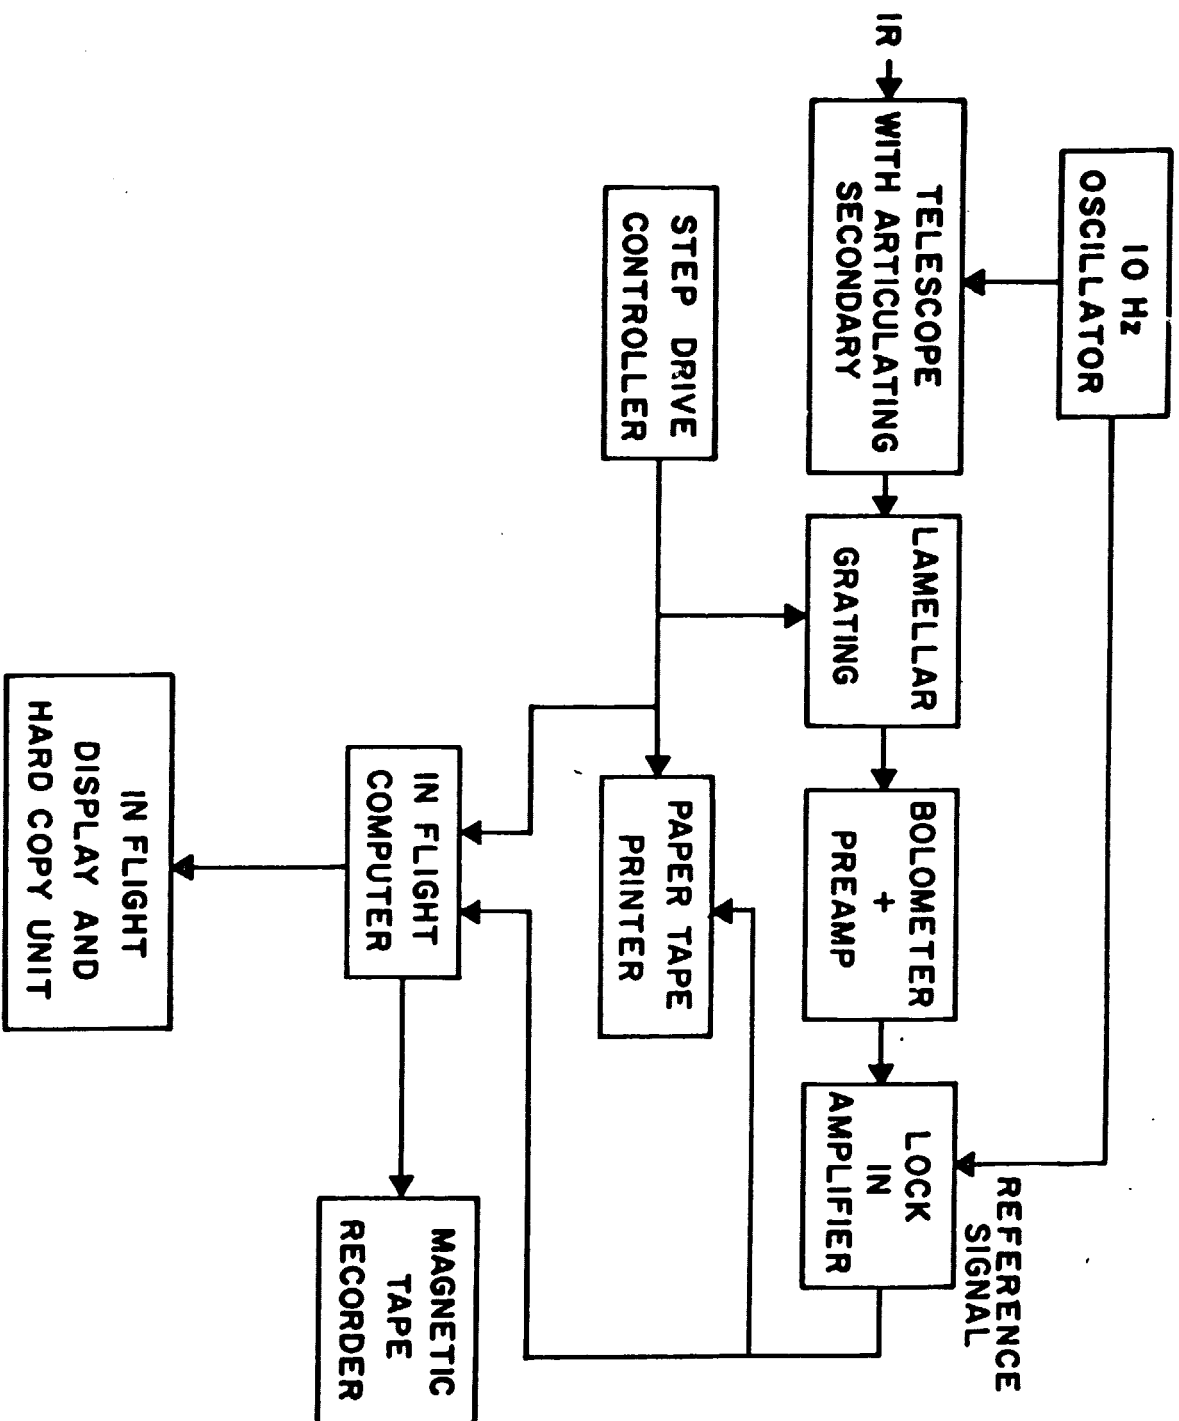 10 Hz
OSCILLATOR
IR
TELESCOPE
WITH ARTICULATING
SECONDARY
LAMELLAR
GRATING
BOLOMETER
+
PREAMP
LOCK
IN
AMPLIFIER
REFERENCE
SIGNAL
STEP DRIVE
CONTROLLER
PAPER TAPE
PRINTER
IN FLIGHT
COMPUTER
MAGNETIC
TAPE
RECORDER
IN FLIGHT
DISPLAY AND
HARD COPY UNIT